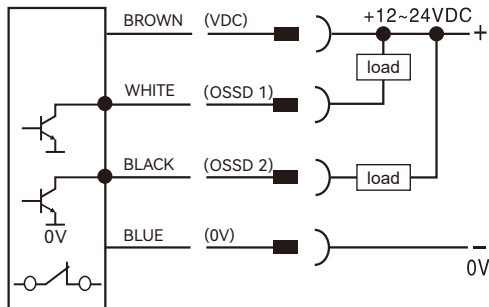 BROWN (VDC) +12~24VDC +
load
WHITE (OSSD 1)
BLACK (OSSD 2) load
0V BLUE (0V) −
0V